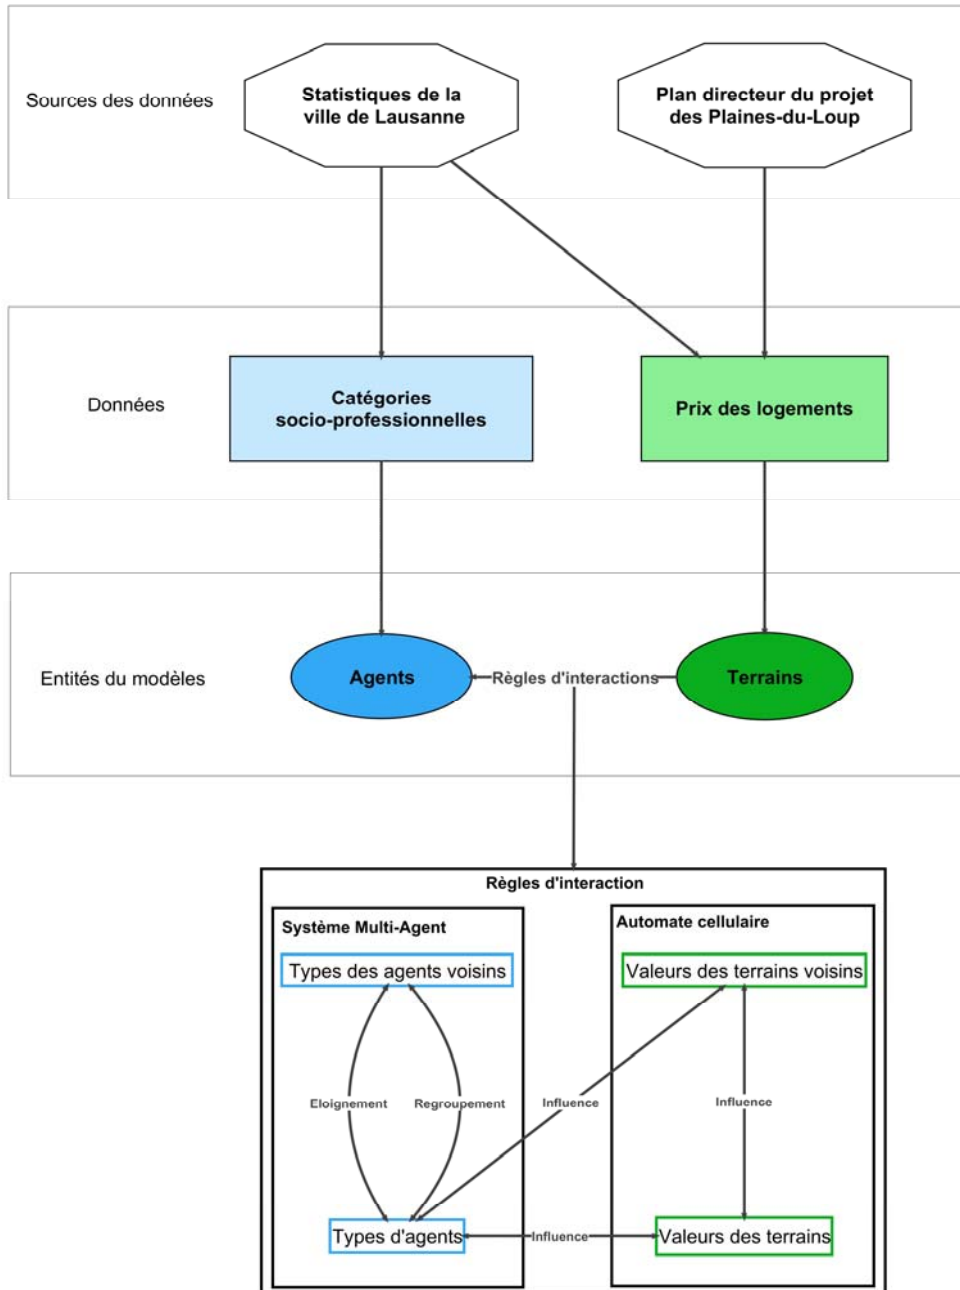 Sources des données
Statistiques de la
ville de Lausanne
Plan directeur du projet
des Plaines-du-Loup
Données
Catégories
socio-professionnelles
Prix des logements
Entités du modèles
Agents
Règles d'interactions
Terrains
Règles d'interaction
Système Multi-Agent
Automate cellulaire
Types des agents voisins
Valeurs des terrains voisins
Eloignement
Regroupement
Influence
Influence
Types d'agents
Influence
Valeurs des terrains